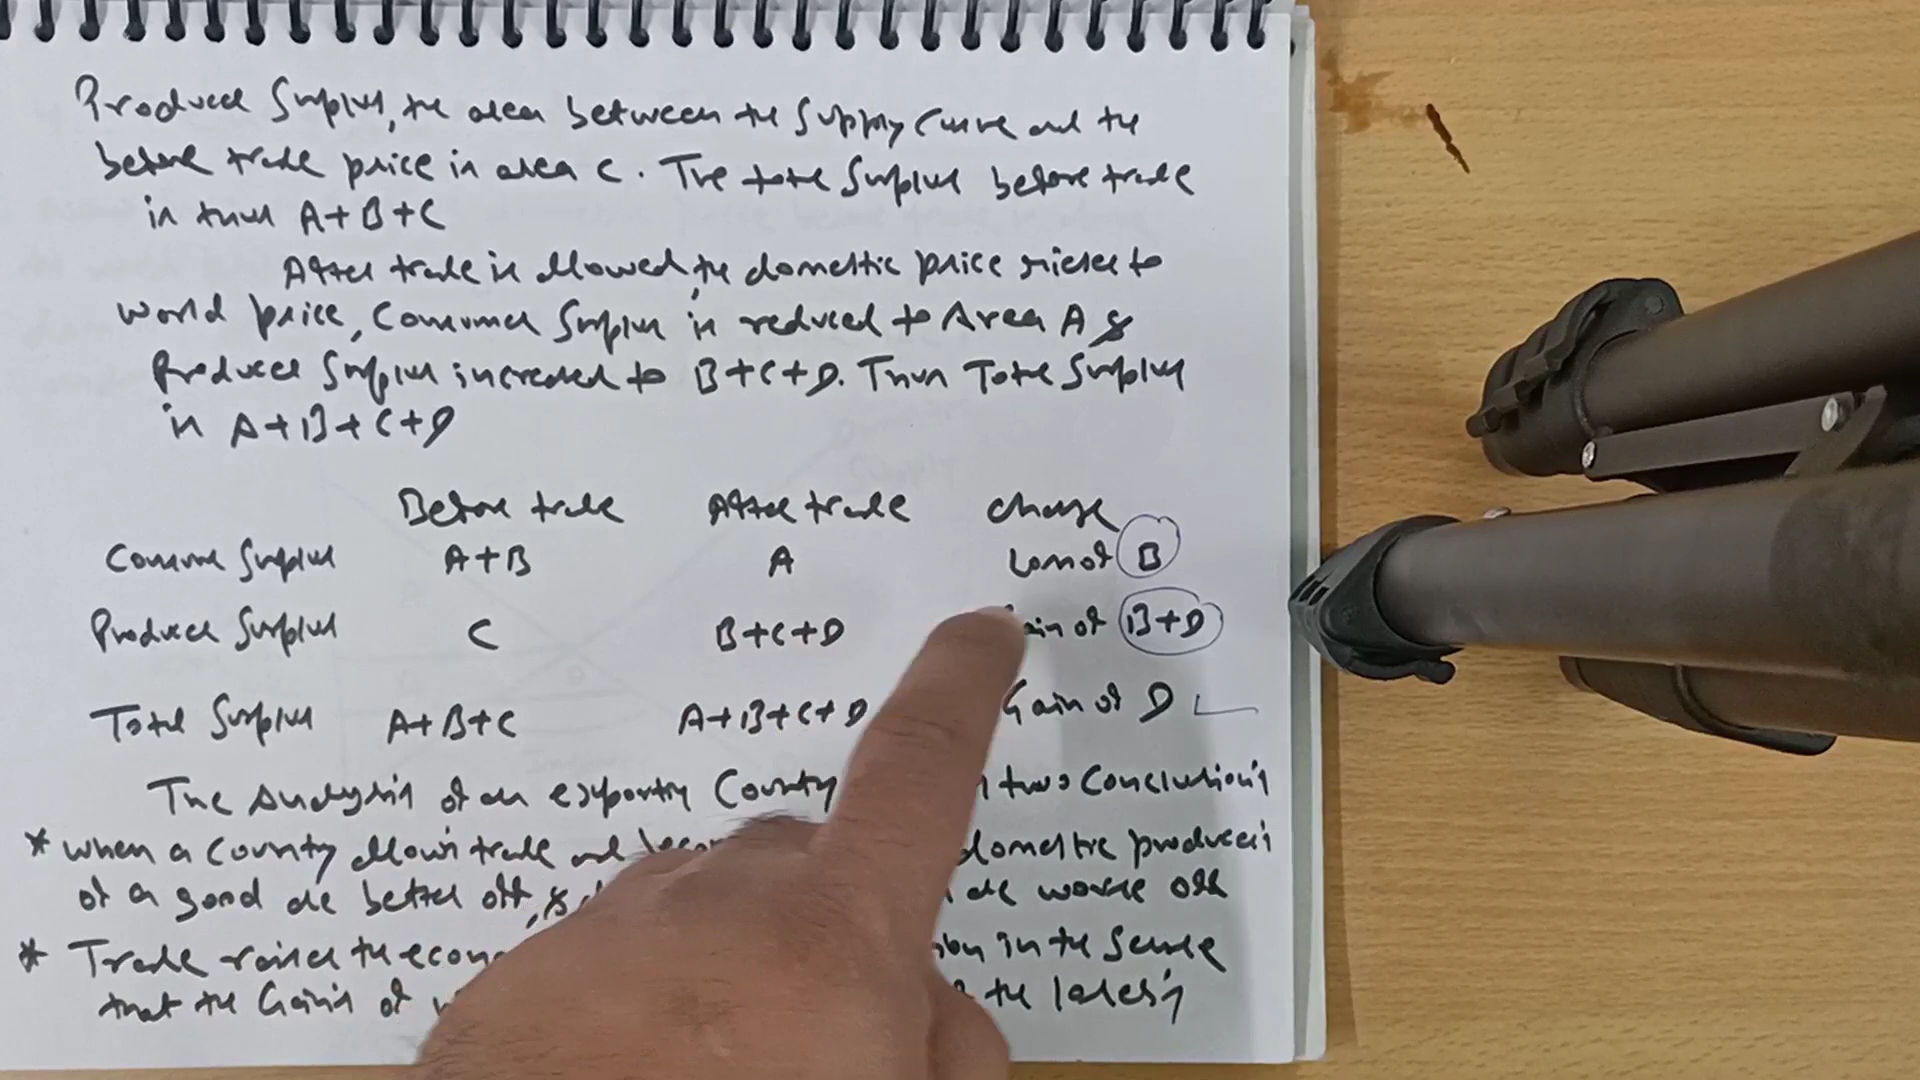 Producer Surplus, the area between the Supply Curve and the
before trade price is area C. The total Surplus before trade
is thus A+B+C
After trade is allowed, the domestic price rises to
world price, Consumer Surplus is reduced to Area A &
Producer Surplus increased to B+C+D. Thus Total Surplus
is A+B+C+D
Before trade After trade Change
Consumer Surplus A+B A Loss of B
Producer Surplus C B+C+D Gain of B+D
Total Surplus A+B+C A+B+C+D Gain of D
The Analysis of an exporting Country two Conclusions
* When a Country allows trade and domestic producers
of a good are better off, & are worse off
* Trade raises the in the sense
that the Gains of the losers